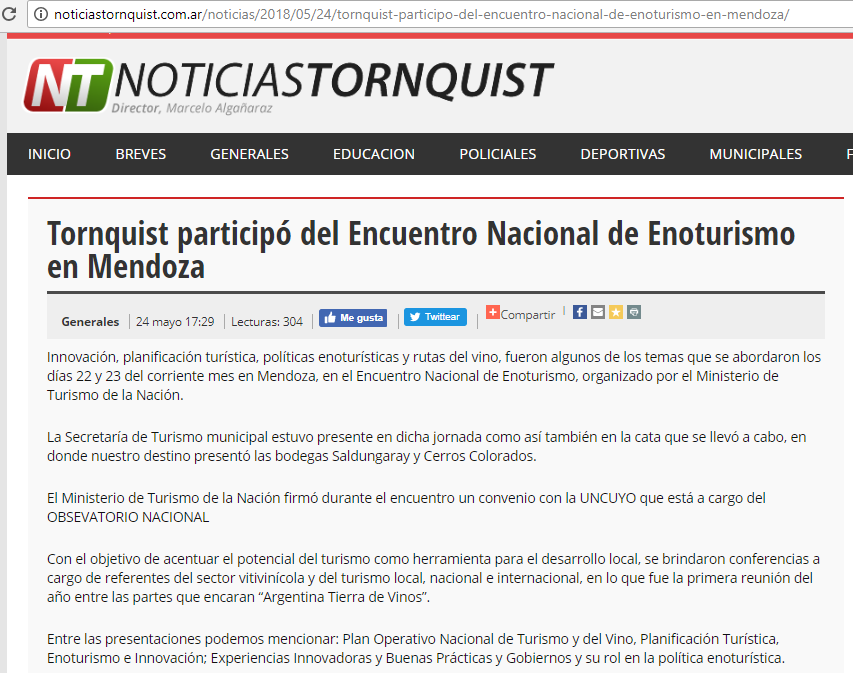 noticiastornquist.com.ar/noticias/2018/05/24/tornquist-participo-del-encuentro-nacional-de-enoturismo-en-mendoza/
NT NOTICIASTORNQUIST
Director, Marcelo Algañaraz
INICIO BREVES GENERALES EDUCACION POLICIALES DEPORTIVAS MUNICIPALES F
Tornquist participó del Encuentro Nacional de Enoturismo
en Mendoza
Generales 24 mayo 17:29 Lecturas: 304 Me gusta Twittear Compartir
Innovación, planificación turística, políticas enoturísticas y rutas del vino, fueron algunos de los temas que se abordaron los
días 22 y 23 del corriente mes en Mendoza, en el Encuentro Nacional de Enoturismo, organizado por el Ministerio de
Turismo de la Nación.
La Secretaría de Turismo municipal estuvo presente en dicha jornada como así también en la cata que se llevó a cabo, en
donde nuestro destino presentó las bodegas Saldungaray y Cerros Colorados.
El Ministerio de Turismo de la Nación firmó durante el encuentro un convenio con la UNCUYO que está a cargo del
OBSEVATORIO NACIONAL
Con el objetivo de acentuar el potencial del turismo como herramienta para el desarrollo local, se brindaron conferencias a
cargo de referentes del sector vitivinícola y del turismo local, nacional e internacional, en lo que fue la primera reunión del
año entre las partes que encaran “Argentina Tierra de Vinos”.
Entre las presentaciones podemos mencionar: Plan Operativo Nacional de Turismo y del Vino, Planificación Turística,
Enoturismo e Innovación; Experiencias Innovadoras y Buenas Prácticas y Gobiernos y su rol en la política enoturística.